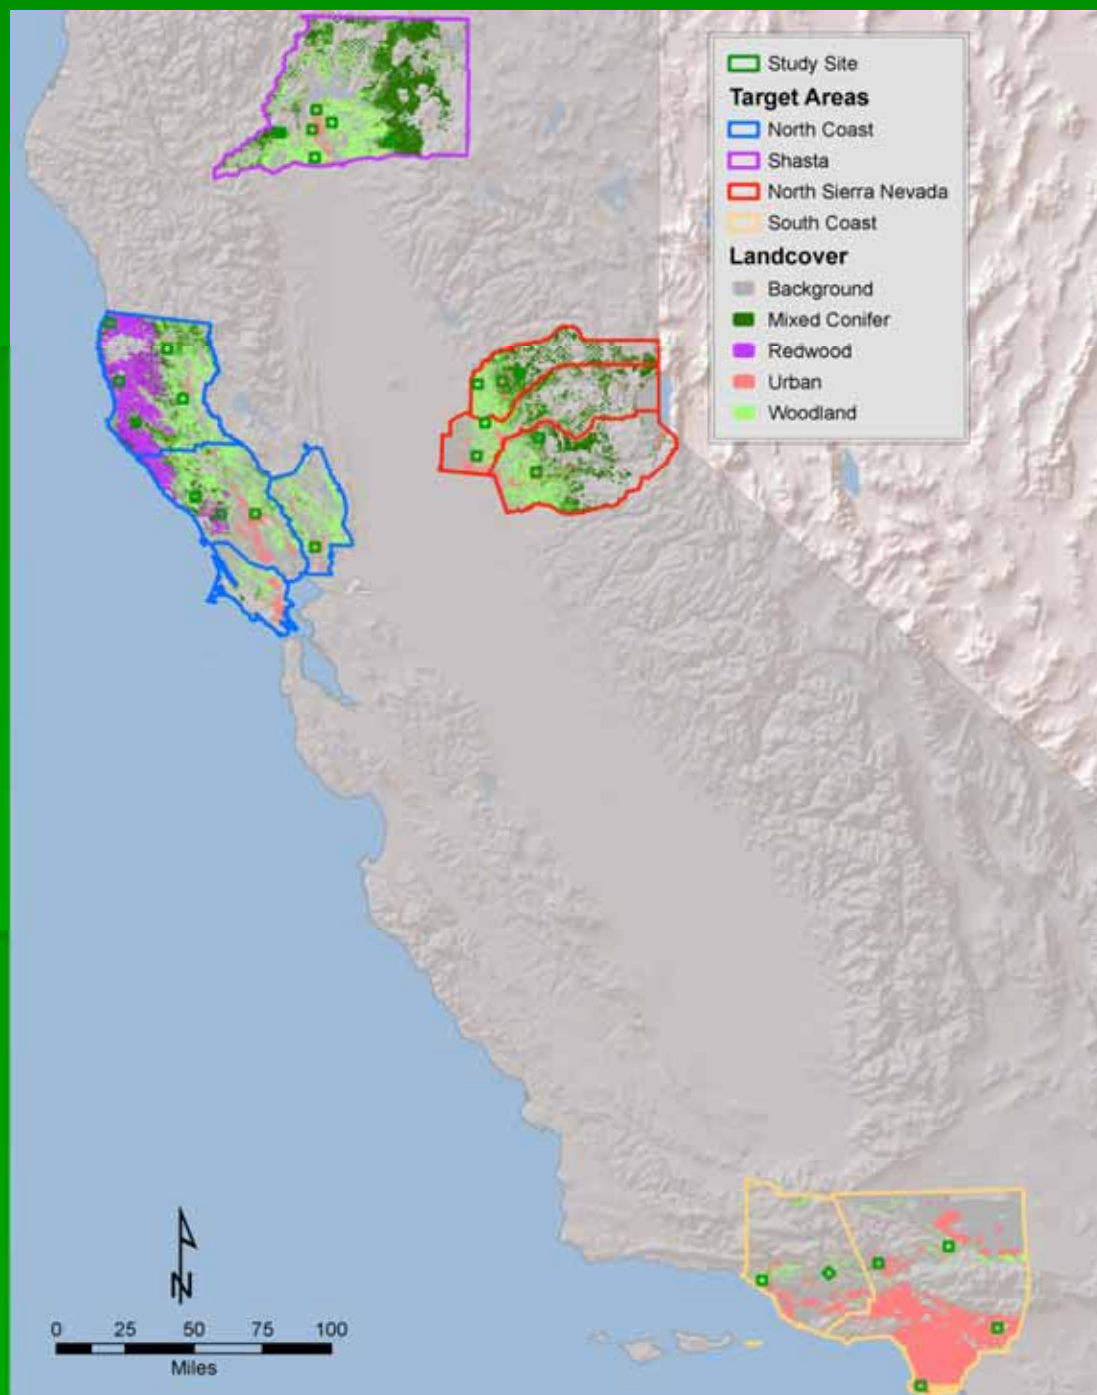 Study Site
Target Areas
North Coast
Shasta
North Sierra Nevada
South Coast
Landcover
Background
Mixed Conifer
Redwood
Urban
Woodland
N
0 25 50 75 100
Miles